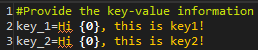 1 #Provide the key-value information
2 key_1=Hi {0}, this is key1!
3 key_2=Hi {0}, this is key2!